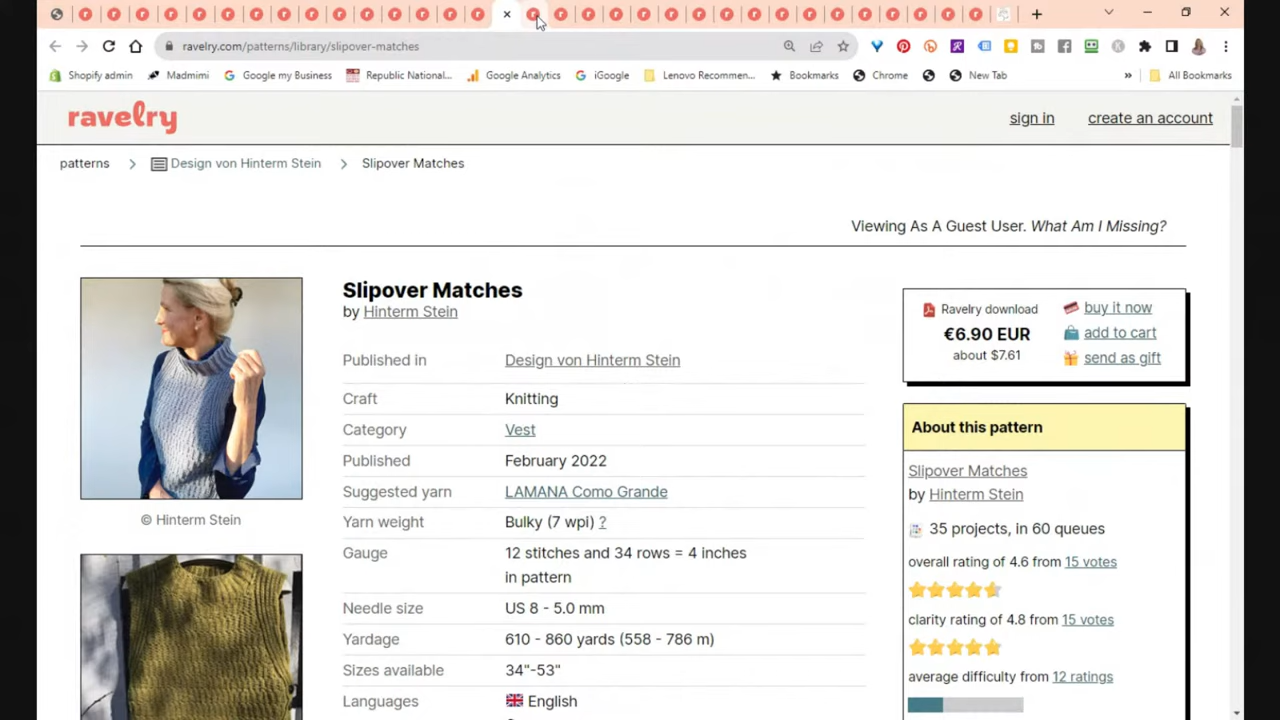 ravelry.com/patterns/library/slipover-matches
Shopify admin
Madmimi
Google my Business
Republic National...
Google Analytics
iGoogle
Lenovo Recommen...
Bookmarks
Chrome
New Tab
»
All Bookmarks
ravelry
sign in
create an account
patterns > Design von Hinterm Stein > Slipover Matches
Viewing As A Guest User. What Am I Missing?
Slipover Matches
by Hinterm Stein
Published in Design von Hinterm Stein
Craft Knitting
Category Vest
Published February 2022
Suggested yarn LAMANA Como Grande
Yarn weight Bulky (7 wpi) ?
Gauge 12 stitches and 34 rows = 4 inches
in pattern
Needle size US 8 - 5.0 mm
Yardage 610 - 860 yards (558 - 786 m)
Sizes available 34"-53"
Languages English
© Hinterm Stein
Ravelry download
€6.90 EUR
about $7.61
buy it now
add to cart
send as gift
About this pattern
Slipover Matches
by Hinterm Stein
35 projects, in 60 queues
overall rating of 4.6 from 15 votes
clarity rating of 4.8 from 15 votes
average difficulty from 12 ratings